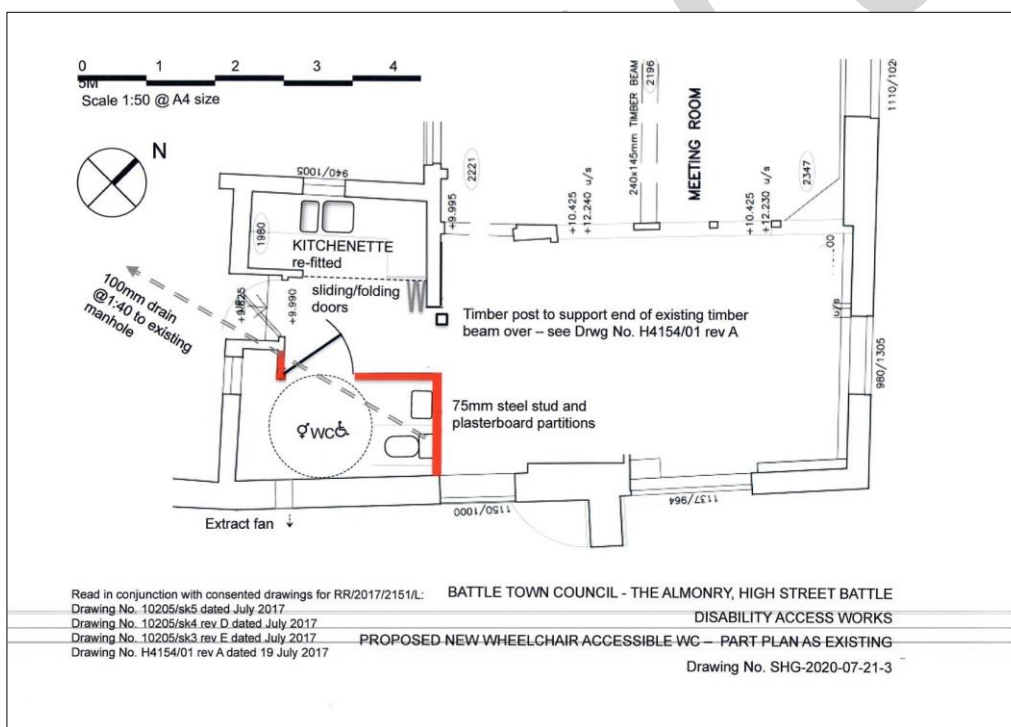 0 1 2 3 4
5M
Scale 1:50 @ A4 size
N
940/1005
2221
+9.995
+10.425
+12.240 u/s
240x145mm TIMBER BEAM
2196
MEETING ROOM
+10.425
+12.230 u/s
2347
1110/1020
1980
KITCHENETTE
re-fitted
sliding/folding
doors
W
100mm drain
@1:40 to existing
manhole
+9.990
Timber post to support end of existing timber
beam over – see Drwg No. H4154/01 rev A
u/s
980/1305
75mm steel stud and
plasterboard partitions
WC
Extract fan
1150/1000
1137/964
Read in conjunction with consented drawings for RR/2017/2151/L:
Drawing No. 10205/sk5 dated July 2017
Drawing No. 10205/sk4 rev D dated July 2017
Drawing No. 10205/sk3 rev E dated July 2017
Drawing No. H4154/01 rev A dated 19 July 2017
BATTLE TOWN COUNCIL - THE ALMONRY, HIGH STREET BATTLE
DISABILITY ACCESS WORKS
PROPOSED NEW WHEELCHAIR ACCESSIBLE WC – PART PLAN AS EXISTING
Drawing No. SHG-2020-07-21-3